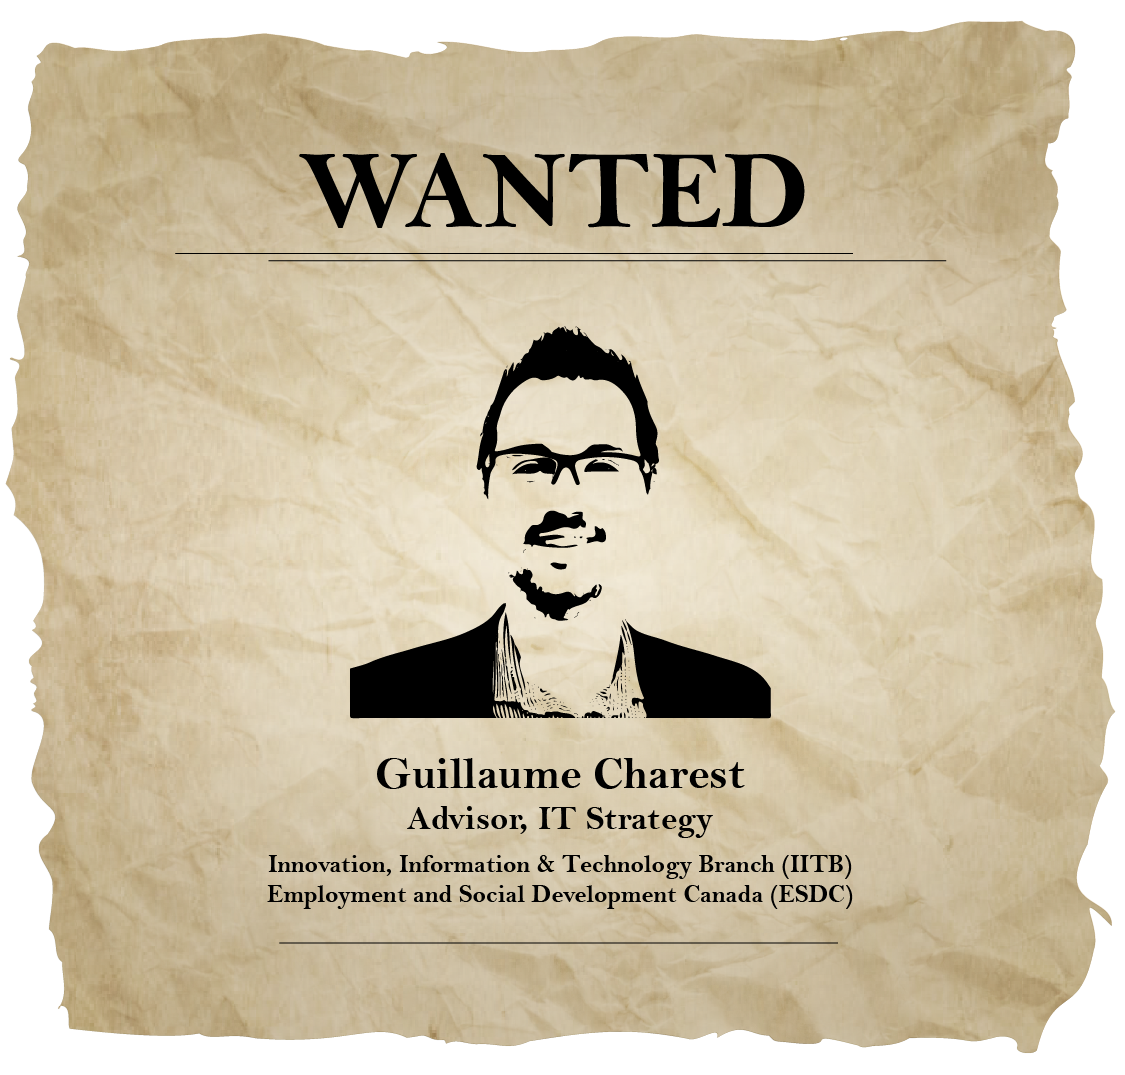 WANTED
Guillaume Charest
Advisor, IT Strategy
Innovation, Information & Technology Branch (IITB)
Employment and Social Development Canada (ESDC)